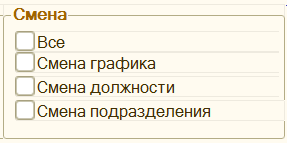 Смена
Все
Смена графика
Смена должности
Смена подразделения